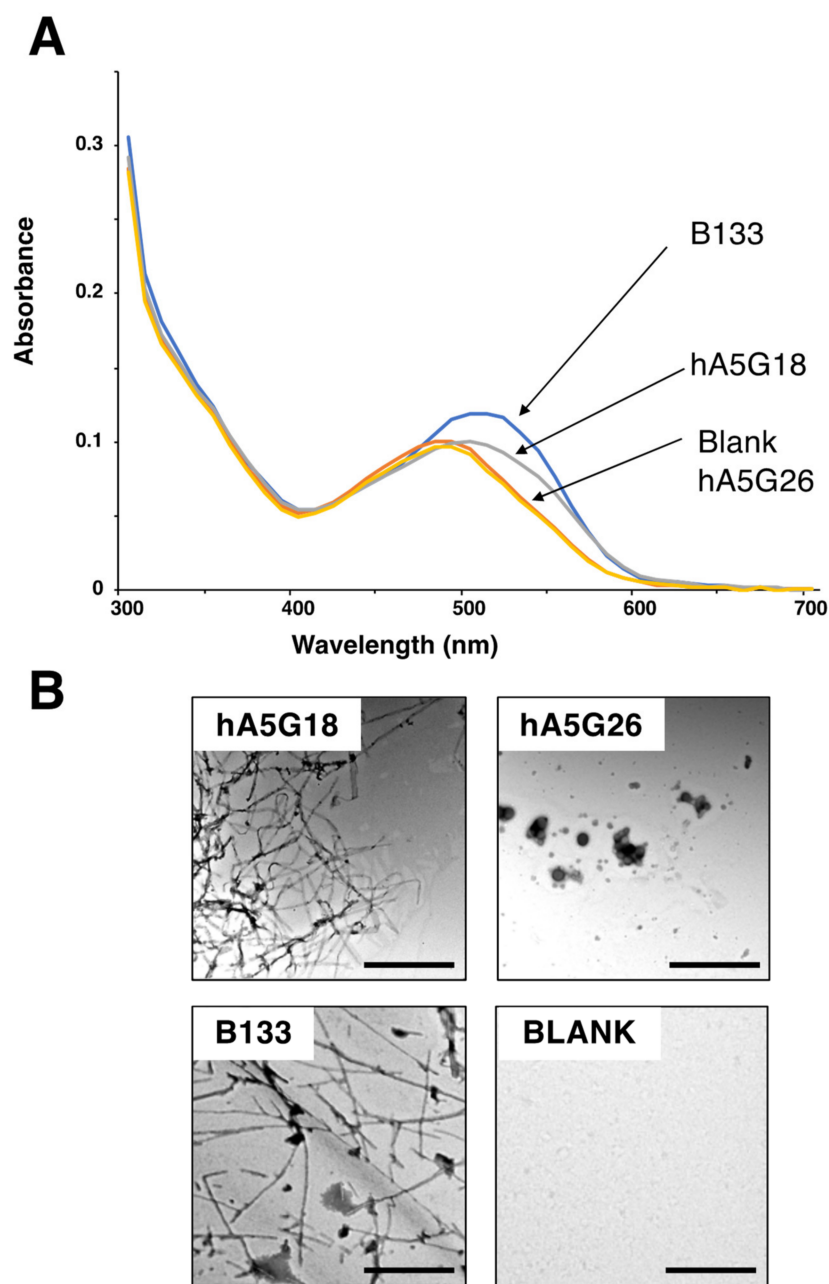 A
0.3
0.2
0.1
0
Absorbance
B133
hA5G18
Blank
hA5G26
300
400
500
600
700
Wavelength (nm)
B
hA5G18
hA5G26
B133
BLANK